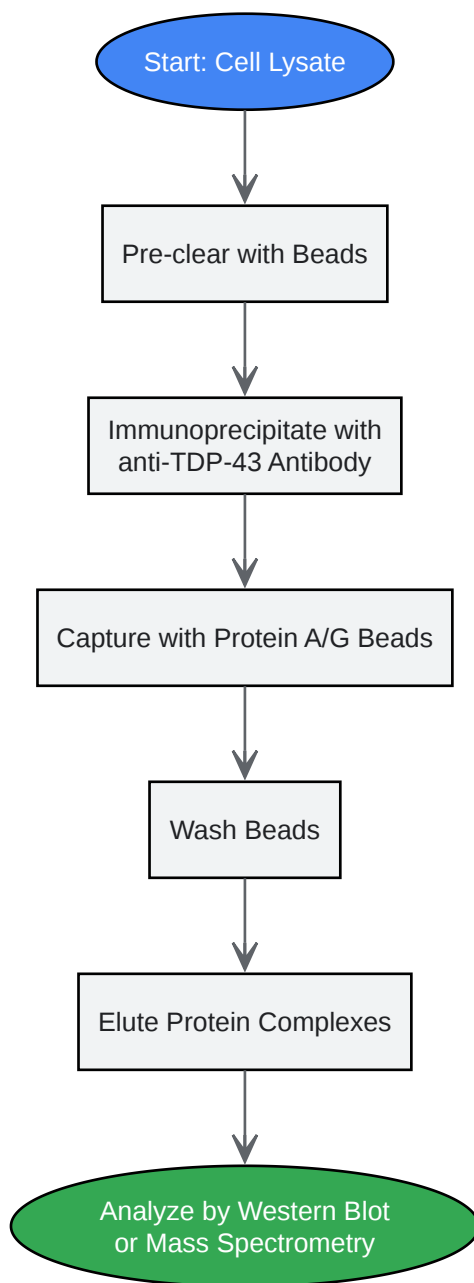 Start: Cell Lysate
Pre-clear with Beads
Immunoprecipitate with
anti-TDP-43 Antibody
Capture with Protein A/G Beads
Wash Beads
Elute Protein Complexes
Analyze by Western Blot
or Mass Spectrometry